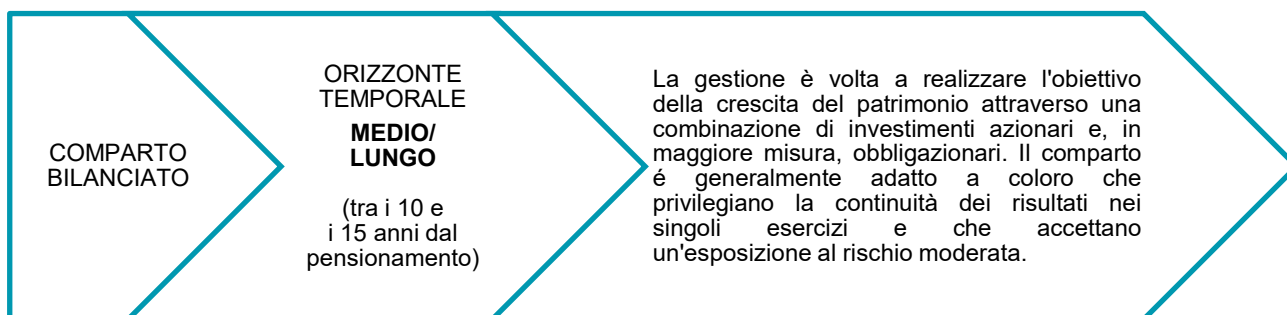 COMPARTO
BILANCIATO
ORIZZONTE
TEMPORALE
MEDIO/
LUNGO
(tra i 10 e
i 15 anni dal
pensionamento)
La gestione è volta a realizzare l'obiettivo
della crescita del patrimonio attraverso una
combinazione di investimenti azionari e, in
maggiore misura, obbligazionari. Il comparto
é generalmente adatto a coloro che
privilegiano la continuità dei risultati nei
singoli esercizi e che accettano
un'esposizione al rischio moderata.